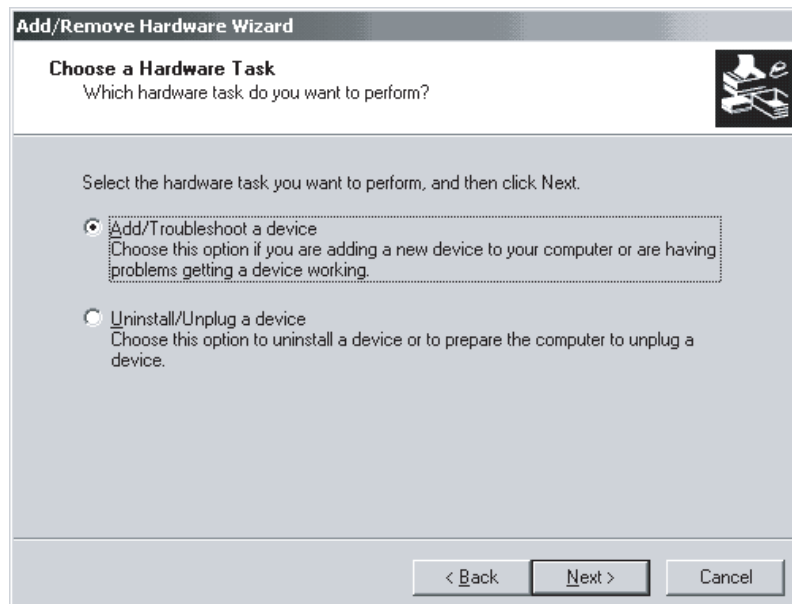 Add/Remove Hardware Wizard
Choose a Hardware Task
Which hardware task do you want to perform?
Select the hardware task you want to perform, and then click Next.
Add/Troubleshoot a device
Choose this option if you are adding a new device to your computer or are having
problems getting a device working.
Uninstall/Unplug a device
Choose this option to uninstall a device or to prepare the computer to unplug a
device.
< Back Next > Cancel